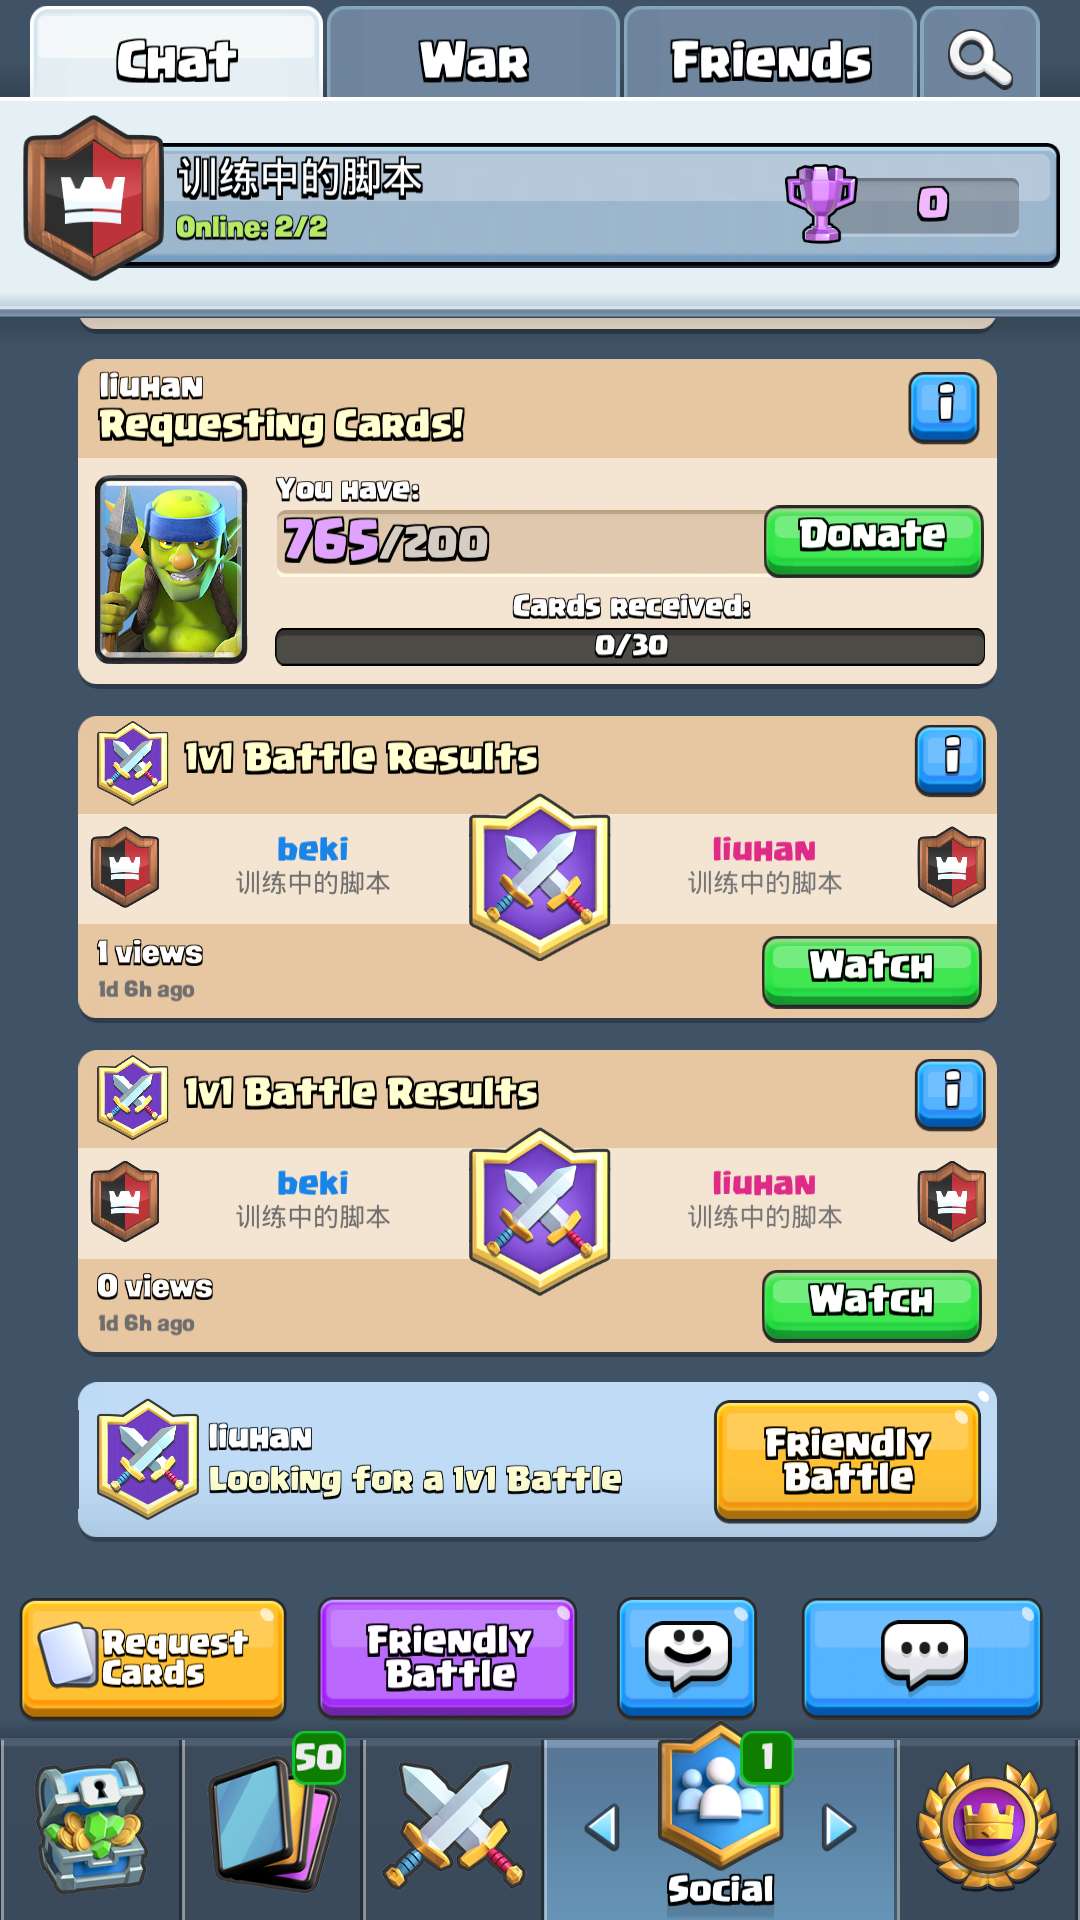 Chat
War
Friends
训练中的脚本
Online: 2/2
0
liuhan
Requesting Cards!
You have:
765/200
Donate
Cards received:
0/30
1v1 Battle Results
beki
训练中的脚本
liuhan
训练中的脚本
1 views
1d 6h ago
Watch
1v1 Battle Results
beki
训练中的脚本
liuhan
训练中的脚本
0 views
1d 6h ago
Watch
liuhan
Looking for a 1v1 Battle
Friendly
Battle
Request
Cards
Friendly
Battle
50
1
Social